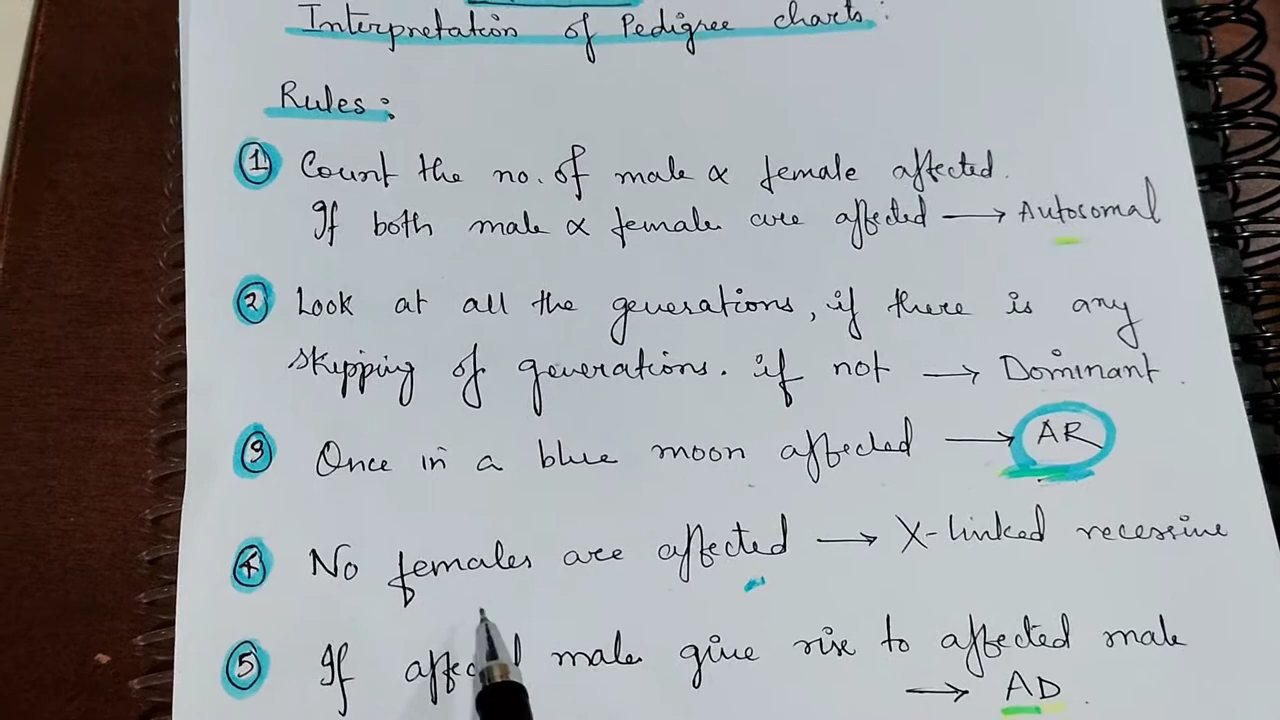 Interpretation of Pedigree charts:
Rules:
① Count the no. of male & female affected.
If both male & female are affected → Autosomal
② Look at all the generations, if there is any
skipping of generations. if not → Dominant.
③ Once in a blue moon affected → AR
④ No females are affected → X-linked recessive
⑤ If male give rise to affected male
→ AD.